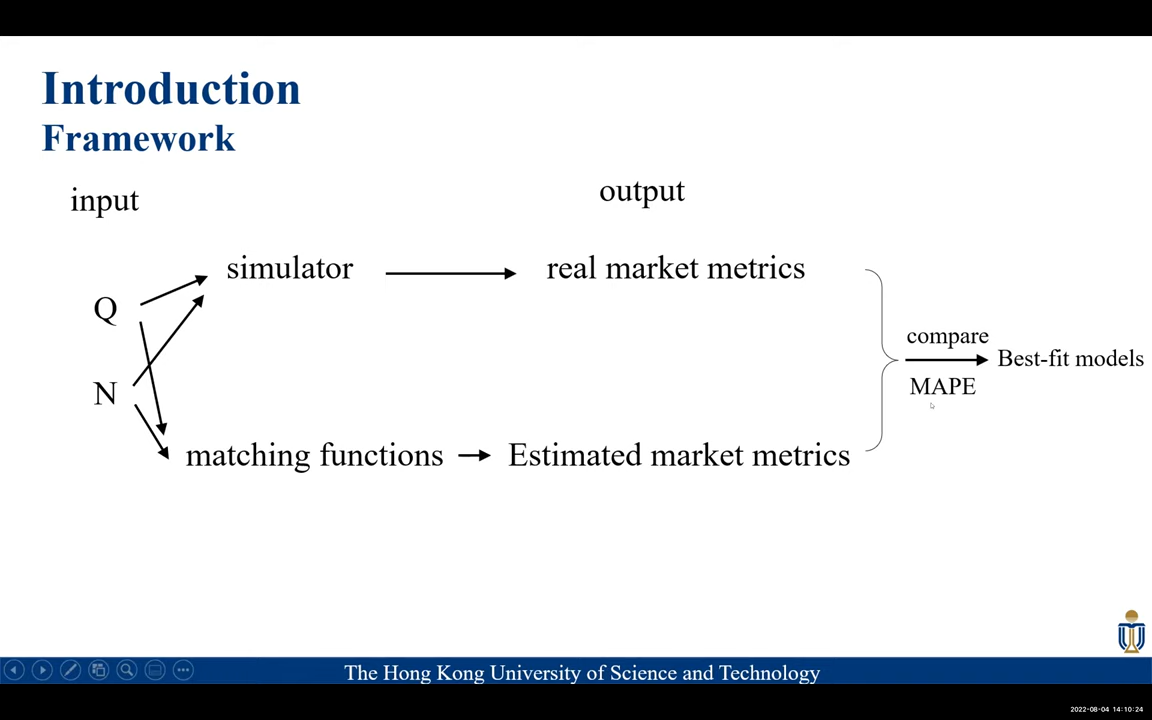 Introduction
Framework
input
output
simulator
real market metrics
Q
compare
Best-fit models
MAPE
N
matching functions
Estimated market metrics
The Hong Kong University of Science and Technology
2022-08-04 14:10:24